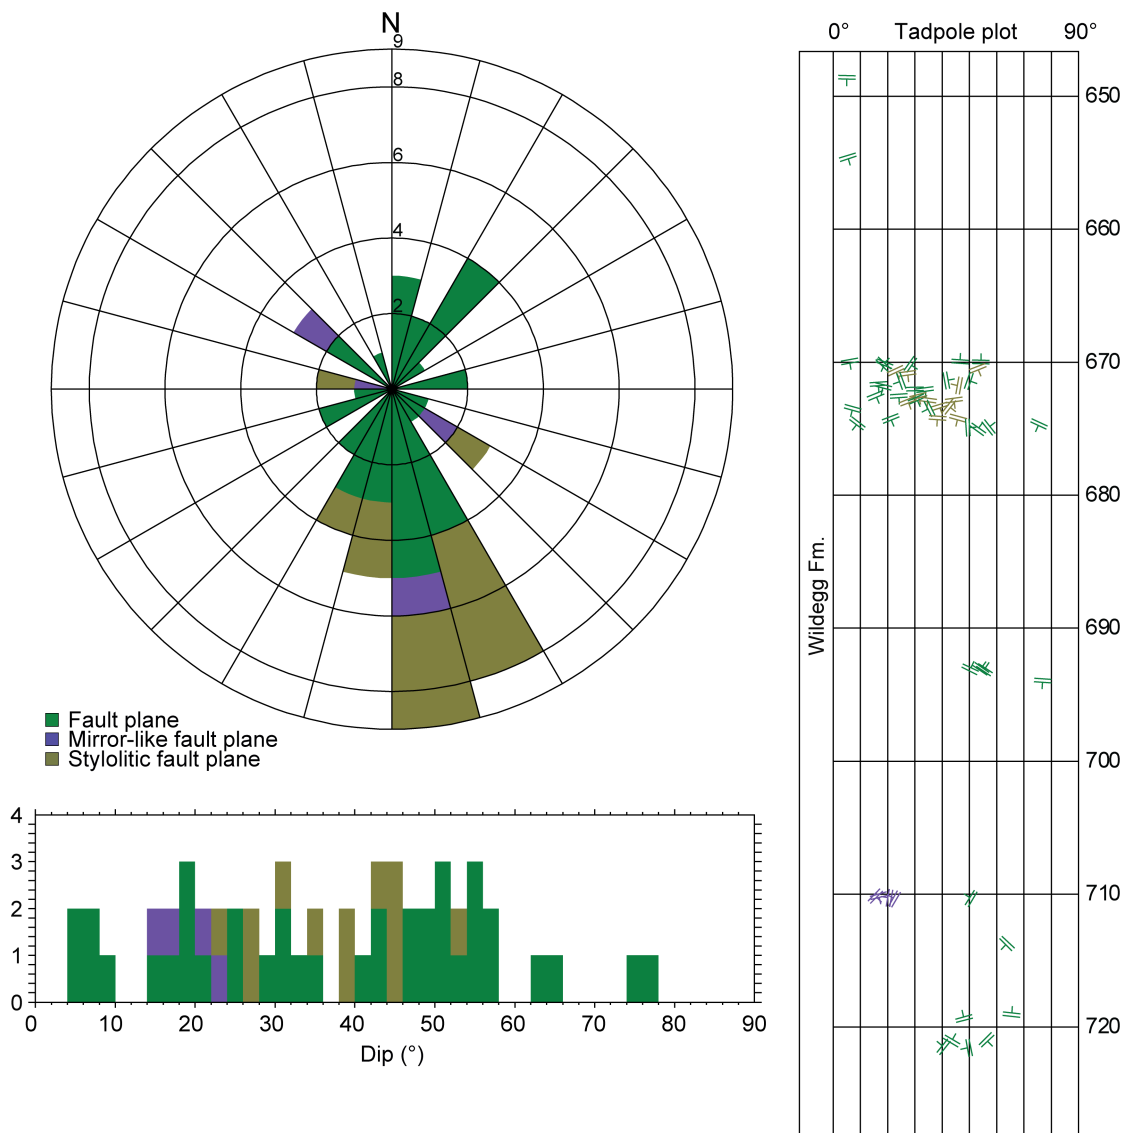 N
9
8
6
4
2
Fault plane
Mirror-like fault plane
Stylolitic fault plane
4
3
2
1
0
0 10 20 30 40 50 60 70 80 90
Dip (°)
0° Tadpole plot 90°
650
660
670
680
Wildegg Fm.
690
700
710
720